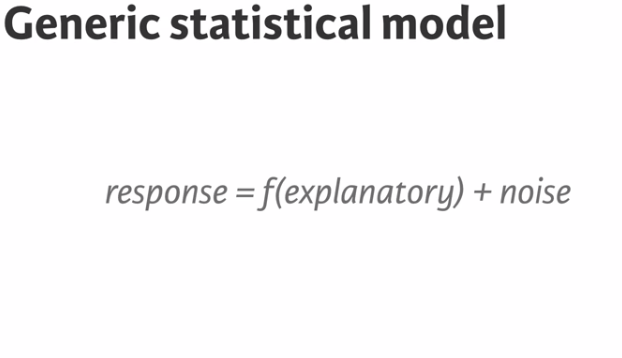 Generic statistical model
response = f(explanatory) + noise